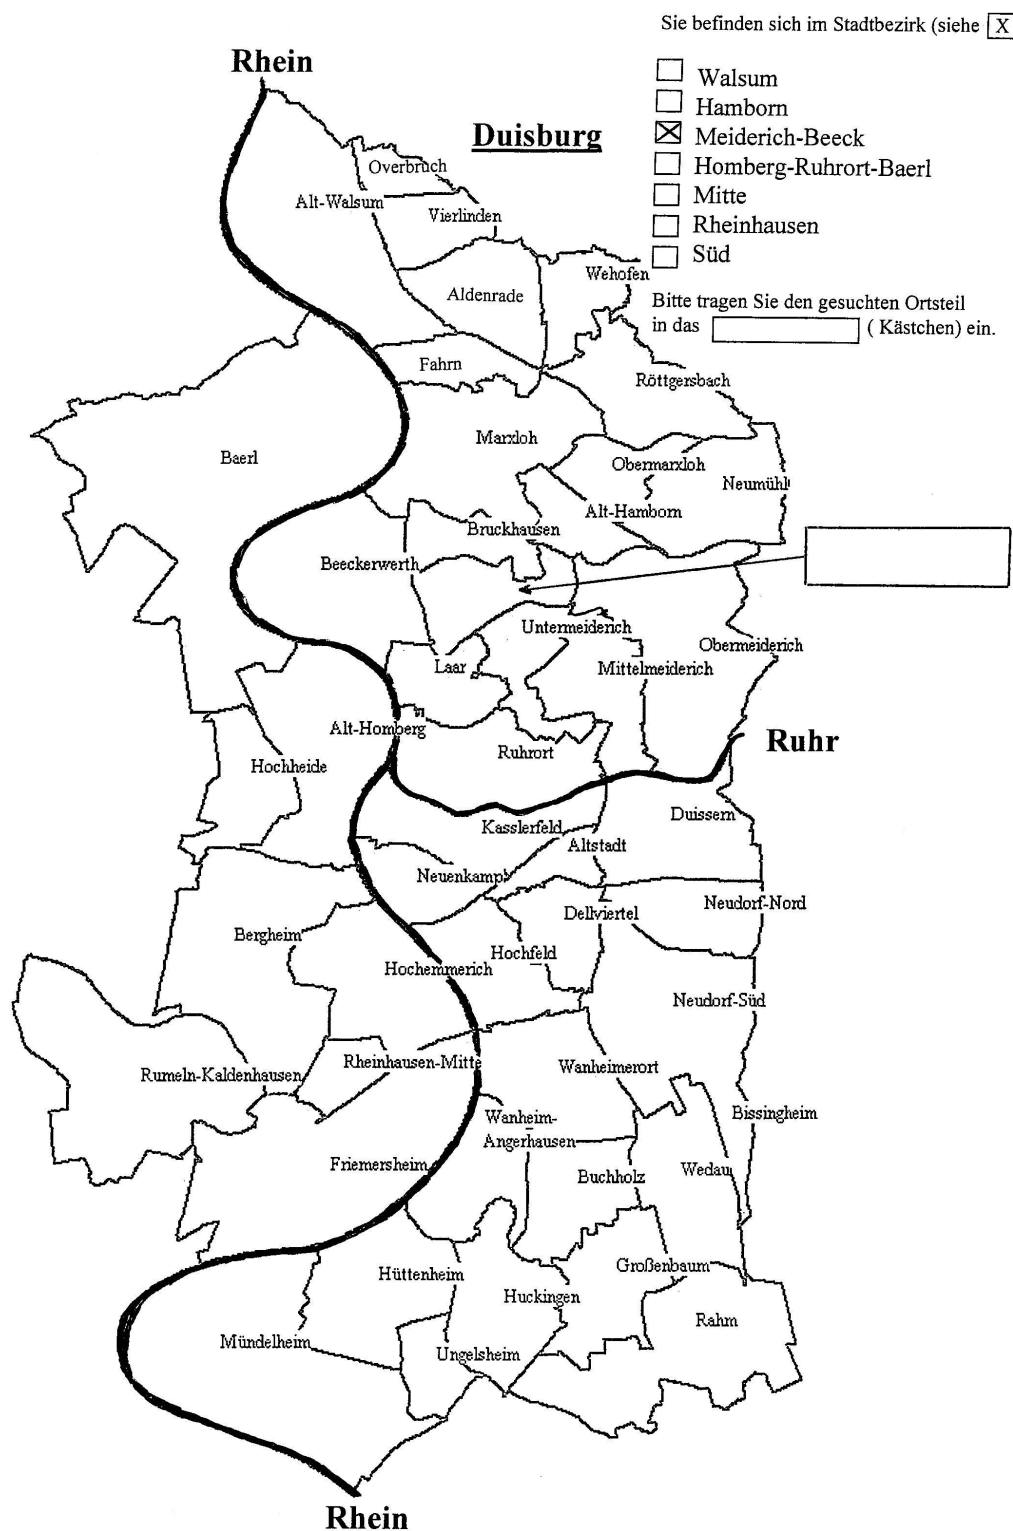 Sie befinden sich im Stadtbezirk (siehe X
Rhein
Duisburg
Walsum
Hamborn
Meiderich-Beeck
Homberg-Ruhrort-Baerl
Mitte
Rheinhausen
Süd
Bitte tragen Sie den gesuchten Ortsteil
in das ( Kästchen) ein.
Overbruch
Alt-Walsum
Vierlinden
Wehofen
Aldenrade
Fahrn
Röttgersbach
Marxloh
Baerl
Obermarxloh
Neumühl
Alt-Hamborn
Bruckhausen
Beeckerwerth
Untermeiderich
Obermeiderich
Laar
Mittelmeiderich
Alt-Homberg
Ruhrort
Ruhr
Hochheide
Duissern
Kasslerfeld
Altstadt
Neuenkamp
Neudorf-Nord
Dellviertel
Bergheim
Hochfeld
Hochemmerich
Neudorf-Süd
Rheinhausen-Mitte
Wanheimerort
Rumeln-Kaldenhausen
Wanheim-
Angerhausen
Bissingheim
Friemersheim
Buchholz
Wedau
Hüttenheim
Großenbaum
Huckingen
Rahm
Mündelheim
Ungelsheim
Rhein